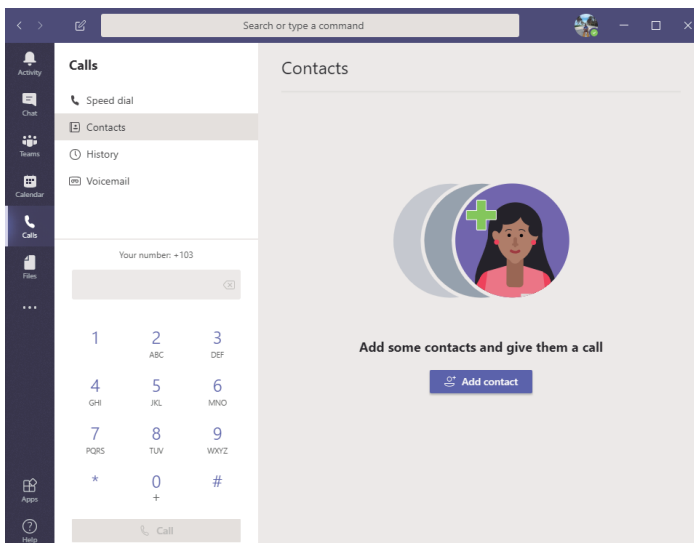 Search or type a command
Activity
Chat
Teams
Calendar
Calls
Files
Apps
Help
Calls
Speed dial
Contacts
History
Voicemail
Your number: +103
1 2 3
ABC DEF
4 5 6
GHI JKL MNO
7 8 9
PQRS TUV WXYZ
* 0 #
+
Call
Contacts
Add some contacts and give them a call
Add contact